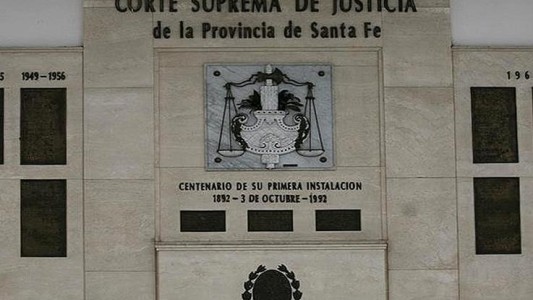 CORTE SUPREMA DE JUSTICIA
de la Provincia de Santa Fe
1949-1956
CENTENARIO DE SU PRIMERA INSTALACION
1892 - 3 DE OCTUBRE - 1992